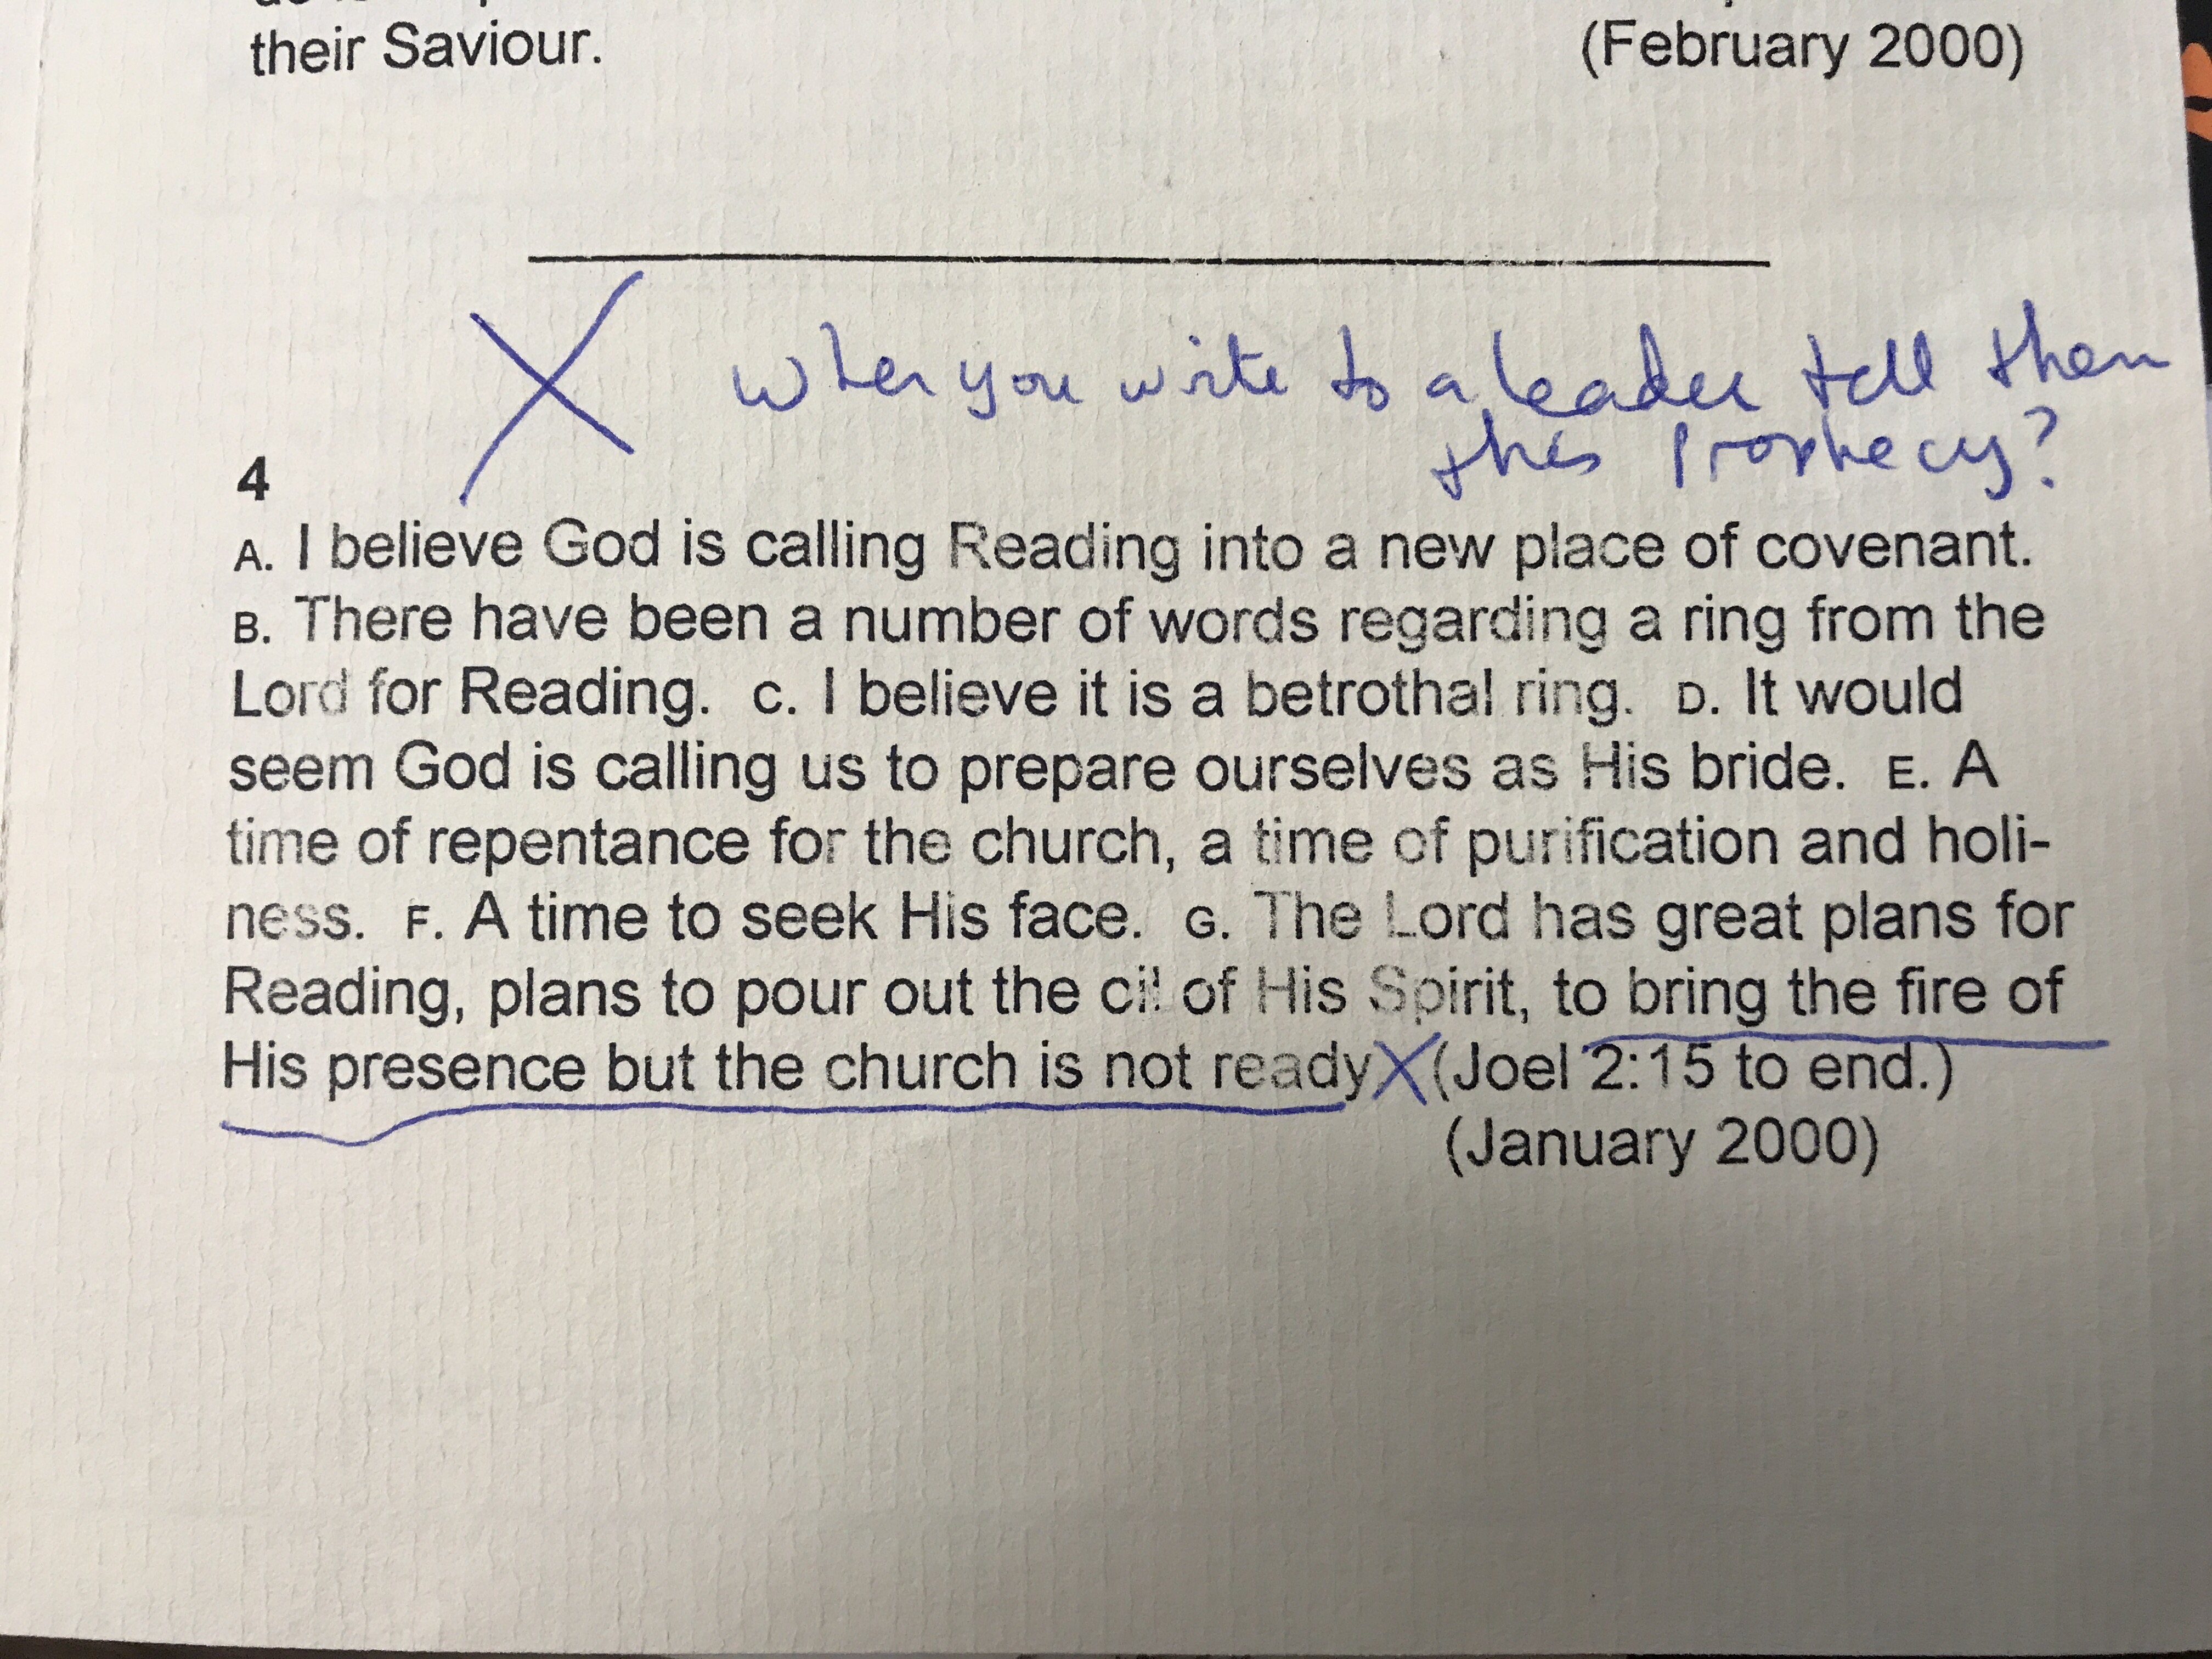 their Saviour. (February 2000)
X when you write to a leader tell them
this prophecy?
4
A. I believe God is calling Reading into a new place of covenant.
B. There have been a number of words regarding a ring from the
Lord for Reading. C. I believe it is a betrothal ring. D. It would
seem God is calling us to prepare ourselves as His bride. E. A
time of repentance for the church, a time of purification and holi-
ness. F. A time to seek His face. G. The Lord has great plans for
Reading, plans to pour out the oil of His Spirit, to bring the fire of
His presence but the church is not ready X (Joel 2:15 to end.)
(January 2000)